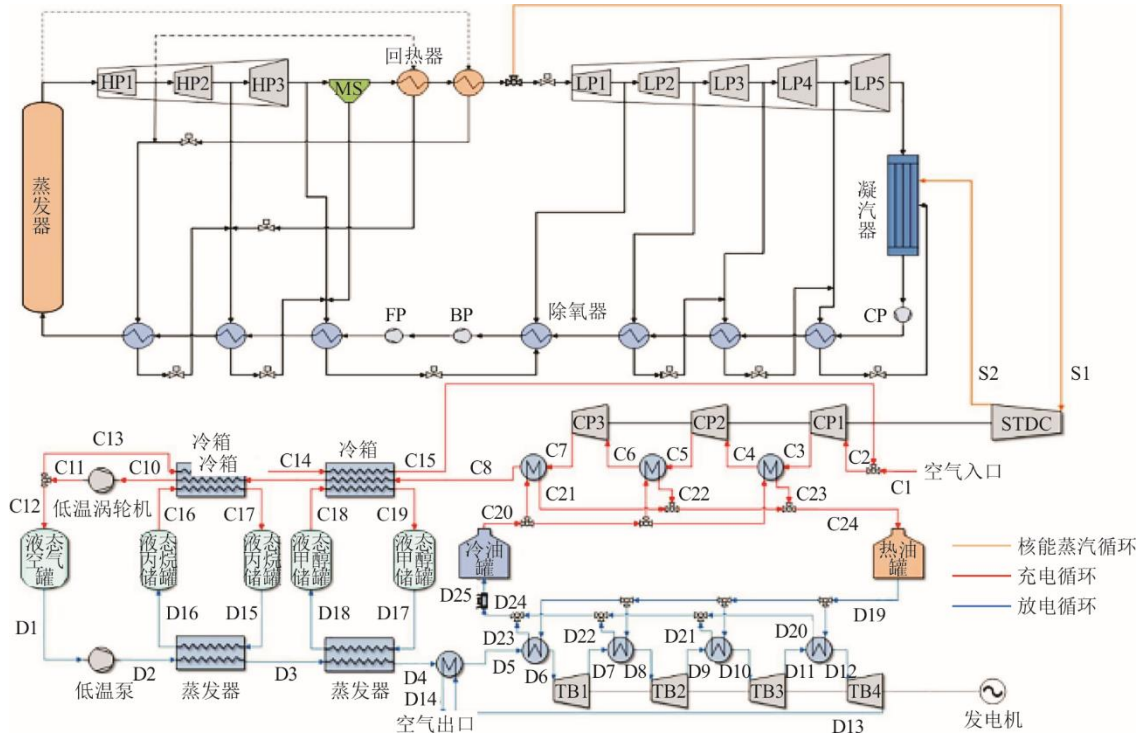 回热器
HP1
HP2
HP3
MS
LP1
LP2
LP3
LP4
LP5
蒸发器
凝汽器
除氧器
FP
BP
CP
S2
S1
STDC
CP3
CP2
CP1
C13
冷箱
冷箱
冷箱
C14
C15
C11
C10
C8
C7
C6
C5
C4
C3
C2
C1
空气入口
C12
低温涡轮机
C16
C17
C18
C19
C21
C22
C23
C20
C24
液态空气罐
液态丙烷储罐
液态丙烷储罐
液态甲醇储罐
液态甲醇储罐
冷油罐
热油罐
核能蒸汽循环
充电循环
放电循环
D1
D16
D15
D18
D17
D25
D24
D19
D23
D22
D21
D20
D2
D3
D4
D5
D6
D7
D8
D9
D10
D11
D12
低温泵
蒸发器
蒸发器
D14
空气出口
TB1
TB2
TB3
TB4
D13
发电机